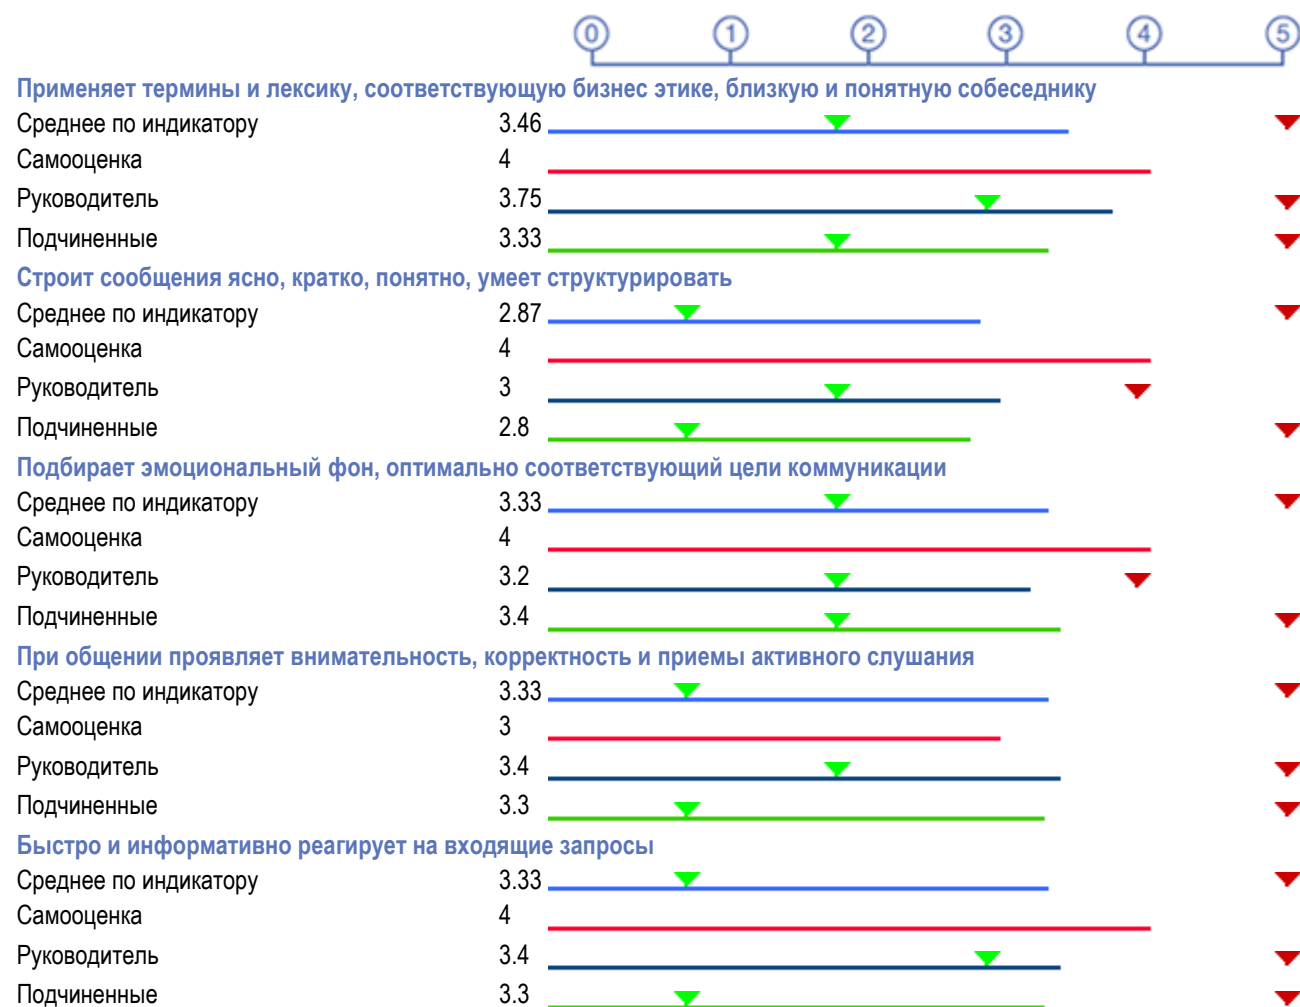 0 1 2 3 4 5
Применяет термины и лексику, соответствующую бизнес этике, близкую и понятную собеседнику
Среднее по индикатору 3.46
Самооценка 4
Руководитель 3.75
Подчиненные 3.33
Строит сообщения ясно, кратко, понятно, умеет структурировать
Среднее по индикатору 2.87
Самооценка 4
Руководитель 3
Подчиненные 2.8
Подбирает эмоциональный фон, оптимально соответствующий цели коммуникации
Среднее по индикатору 3.33
Самооценка 4
Руководитель 3.2
Подчиненные 3.4
При общении проявляет внимательность, корректность и приемы активного слушания
Среднее по индикатору 3.33
Самооценка 3
Руководитель 3.4
Подчиненные 3.3
Быстро и информативно реагирует на входящие запросы
Среднее по индикатору 3.33
Самооценка 4
Руководитель 3.4
Подчиненные 3.3